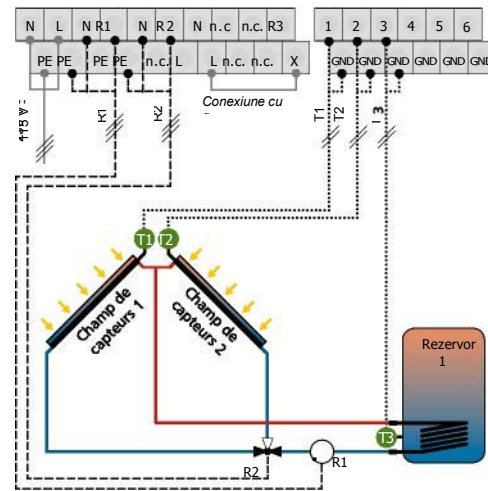 N L N R1 N R2 N n.c n.c. R3
1 2 3 4 5 6
PE PE PE PE n.c. L L n.c. n.c. X
GND GND GND GND GND GND
R1
R2
Conexiune cu
T1
T2
T1 T2
Champ de
capteurs 1
Champ de
capteurs 2
Rezervor
1
T3
R2
R1